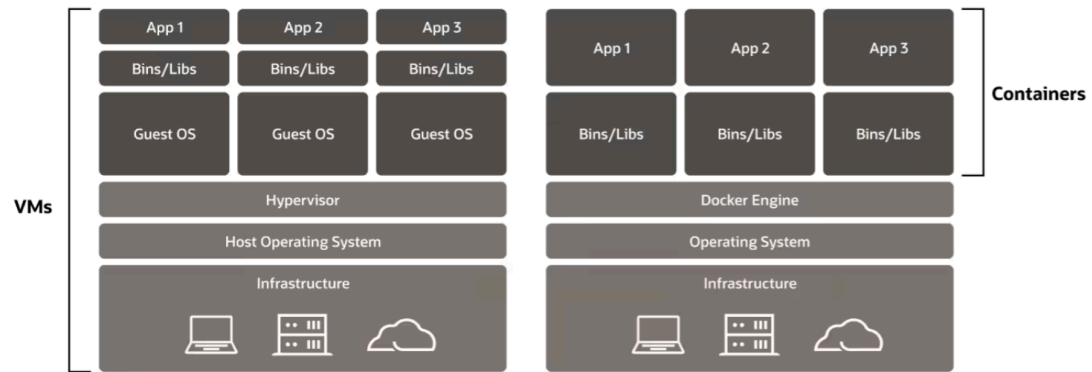 VMs
App 1 App 2 App 3
Bins/Libs Bins/Libs Bins/Libs
Guest OS Guest OS Guest OS
Hypervisor
Host Operating System
Infrastructure
App 1 App 2 App 3
Bins/Libs Bins/Libs Bins/Libs
Docker Engine
Operating System
Infrastructure
Containers